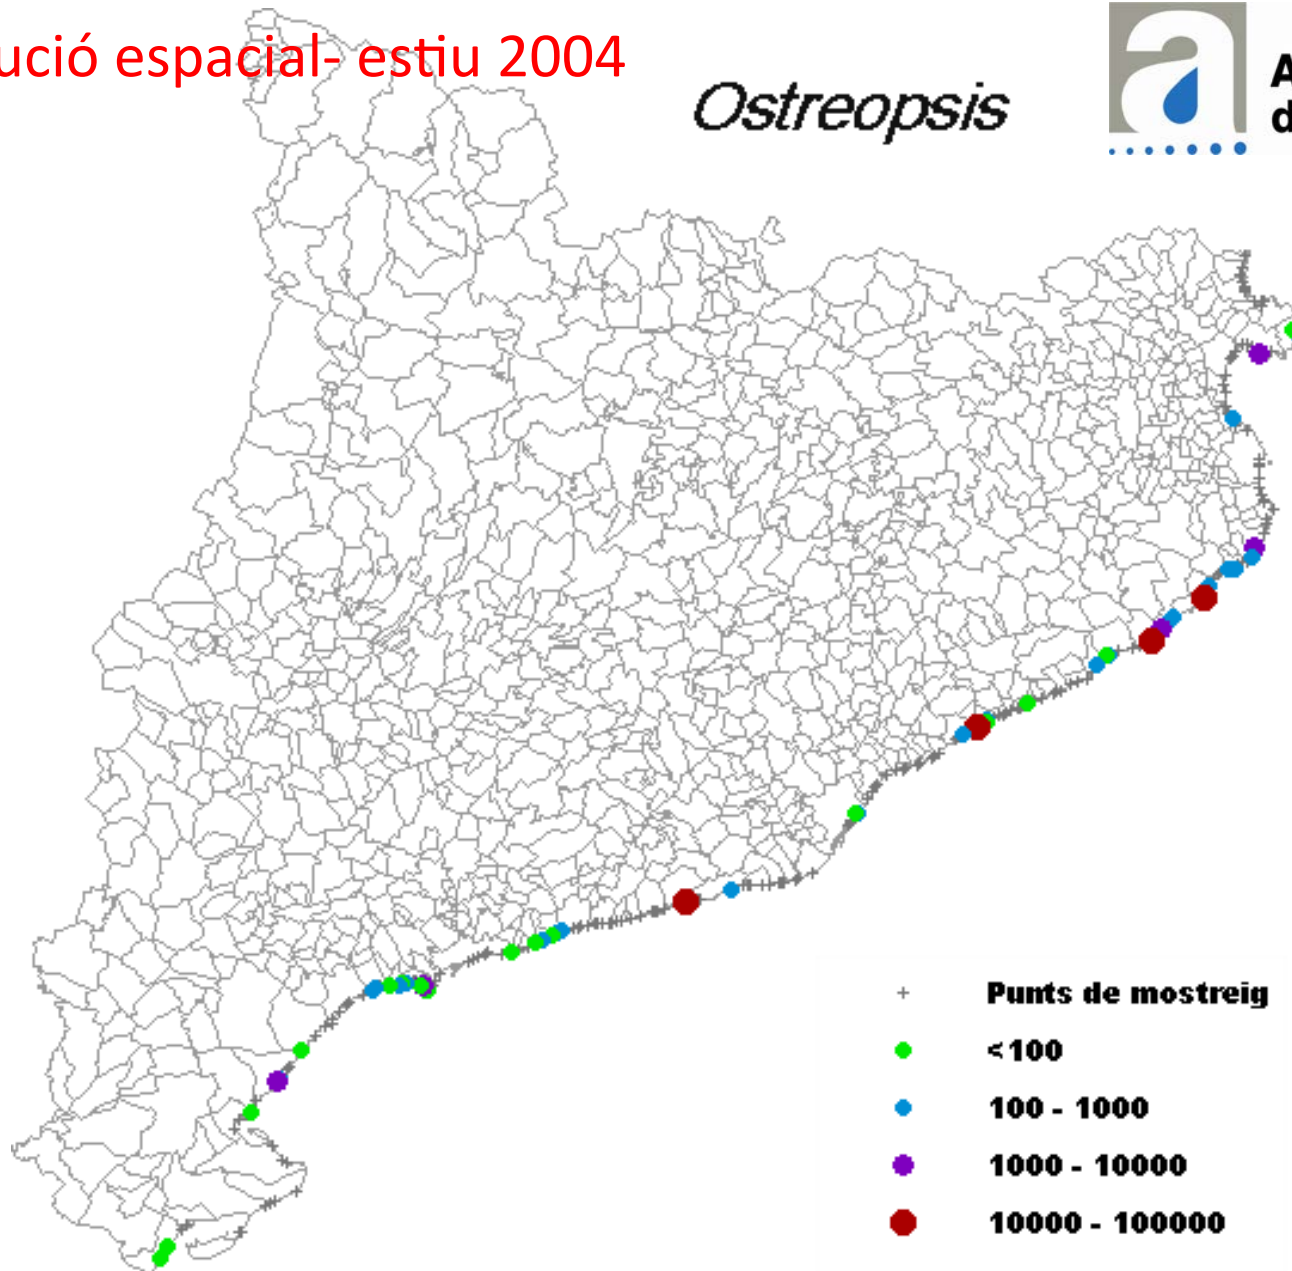 ució espacial- estiu 2004
Ostreopsis
a
A
d
Punts de mostreig
<100
100 - 1000
1000 - 10000
10000 - 100000